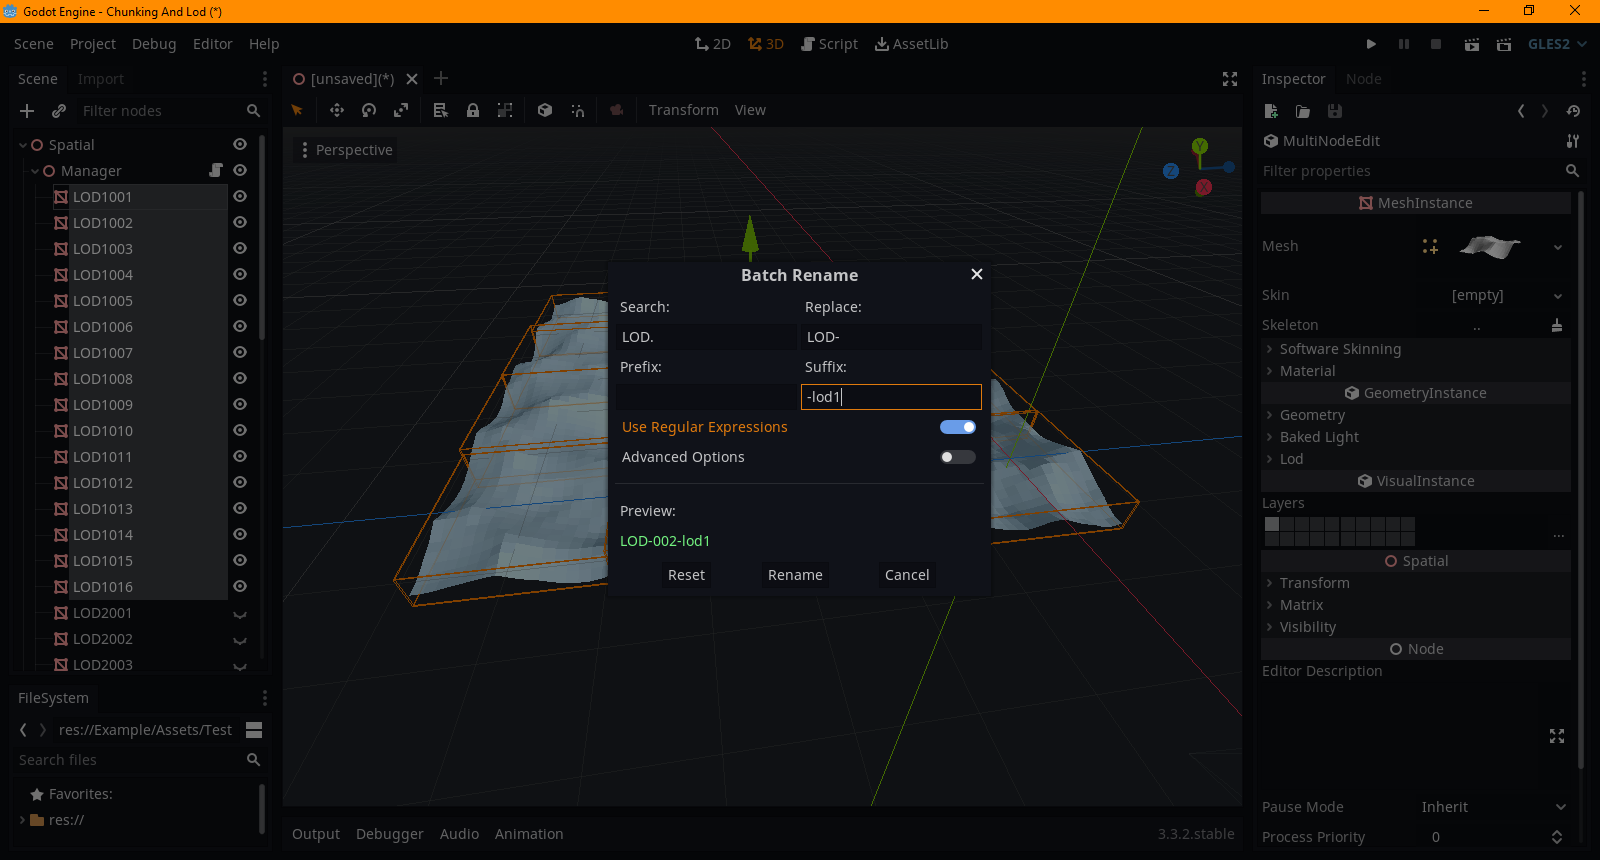 Godot Engine - Chunking And Lod (*)
Scene Project Debug Editor Help
2D 3D Script AssetLib
GLES2
Scene Import
Filter nodes
Spatial
Manager
LOD1001
LOD1002
LOD1003
LOD1004
LOD1005
LOD1006
LOD1007
LOD1008
LOD1009
LOD1010
LOD1011
LOD1012
LOD1013
LOD1014
LOD1015
LOD1016
LOD2001
LOD2002
LOD2003
FileSystem
res://Example/Assets/Test
Search files
Favorites:
res://
[unsaved](*)
Transform View
Perspective
Y
Z
X
Batch Rename
Search: Replace:
LOD. LOD-
Prefix: Suffix:
-lod1
Use Regular Expressions
Advanced Options
Preview:
LOD-002-lod1
Reset Rename Cancel
Output Debugger Audio Animation
3.3.2.stable
Inspector Node
MultiNodeEdit
Filter properties
MeshInstance
Mesh
Skin [empty]
Skeleton ..
Software Skinning
Material
GeometryInstance
Geometry
Baked Light
Lod
VisualInstance
Layers
...
Spatial
Transform
Matrix
Visibility
Node
Editor Description
Pause Mode Inherit
Process Priority 0